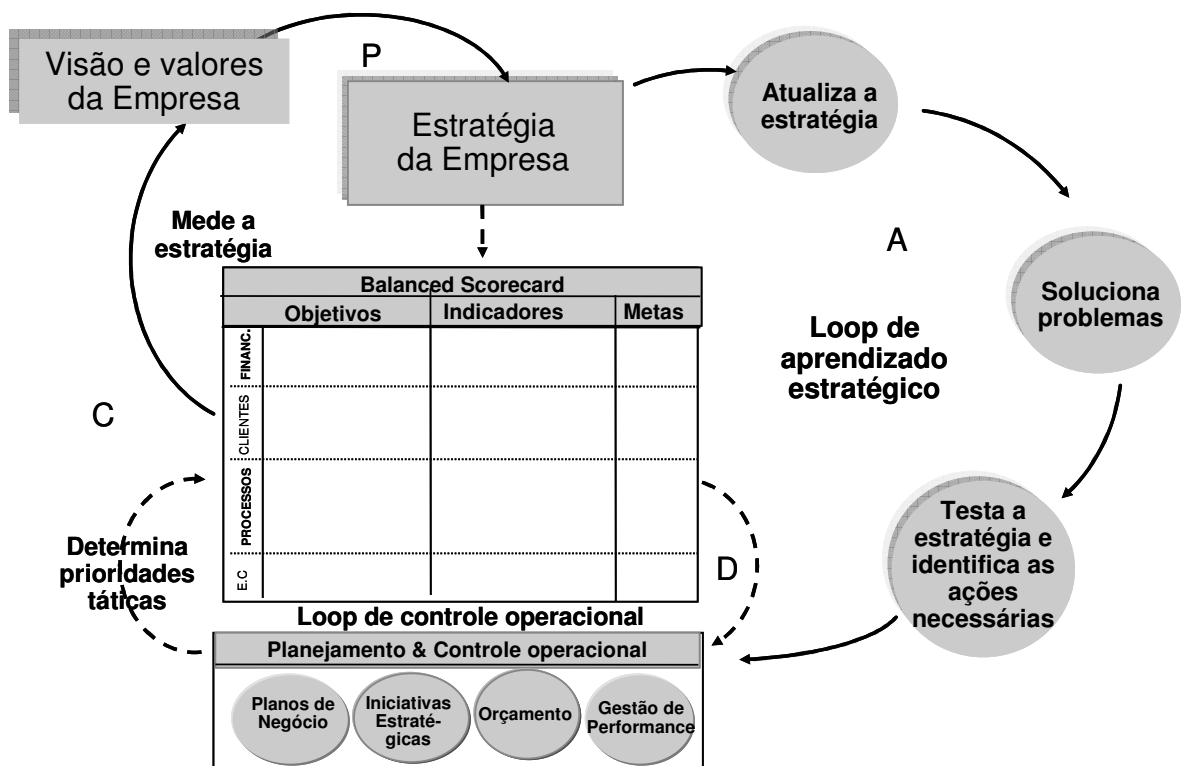 Visão e valores
da Empresa
P
Estratégia
da Empresa
Atualiza a
estratégia
Mede a
estratégia
A
Soluciona
problemas
Loop de
aprendizado
estratégico
Balanced Scorecard
Objetivos
Indicadores
Metas
FINANC.
CLIENTES
PROCESSOS
E.C
C
D
Determina
prioridades
táticas
Testa a
estratégia e
identifica as
ações
necessárias
Loop de controle operacional
Planejamento & Controle operacional
Planos de
Negócio
Iniciativas
Estraté-
gicas
Orçamento
Gestão de
Performance